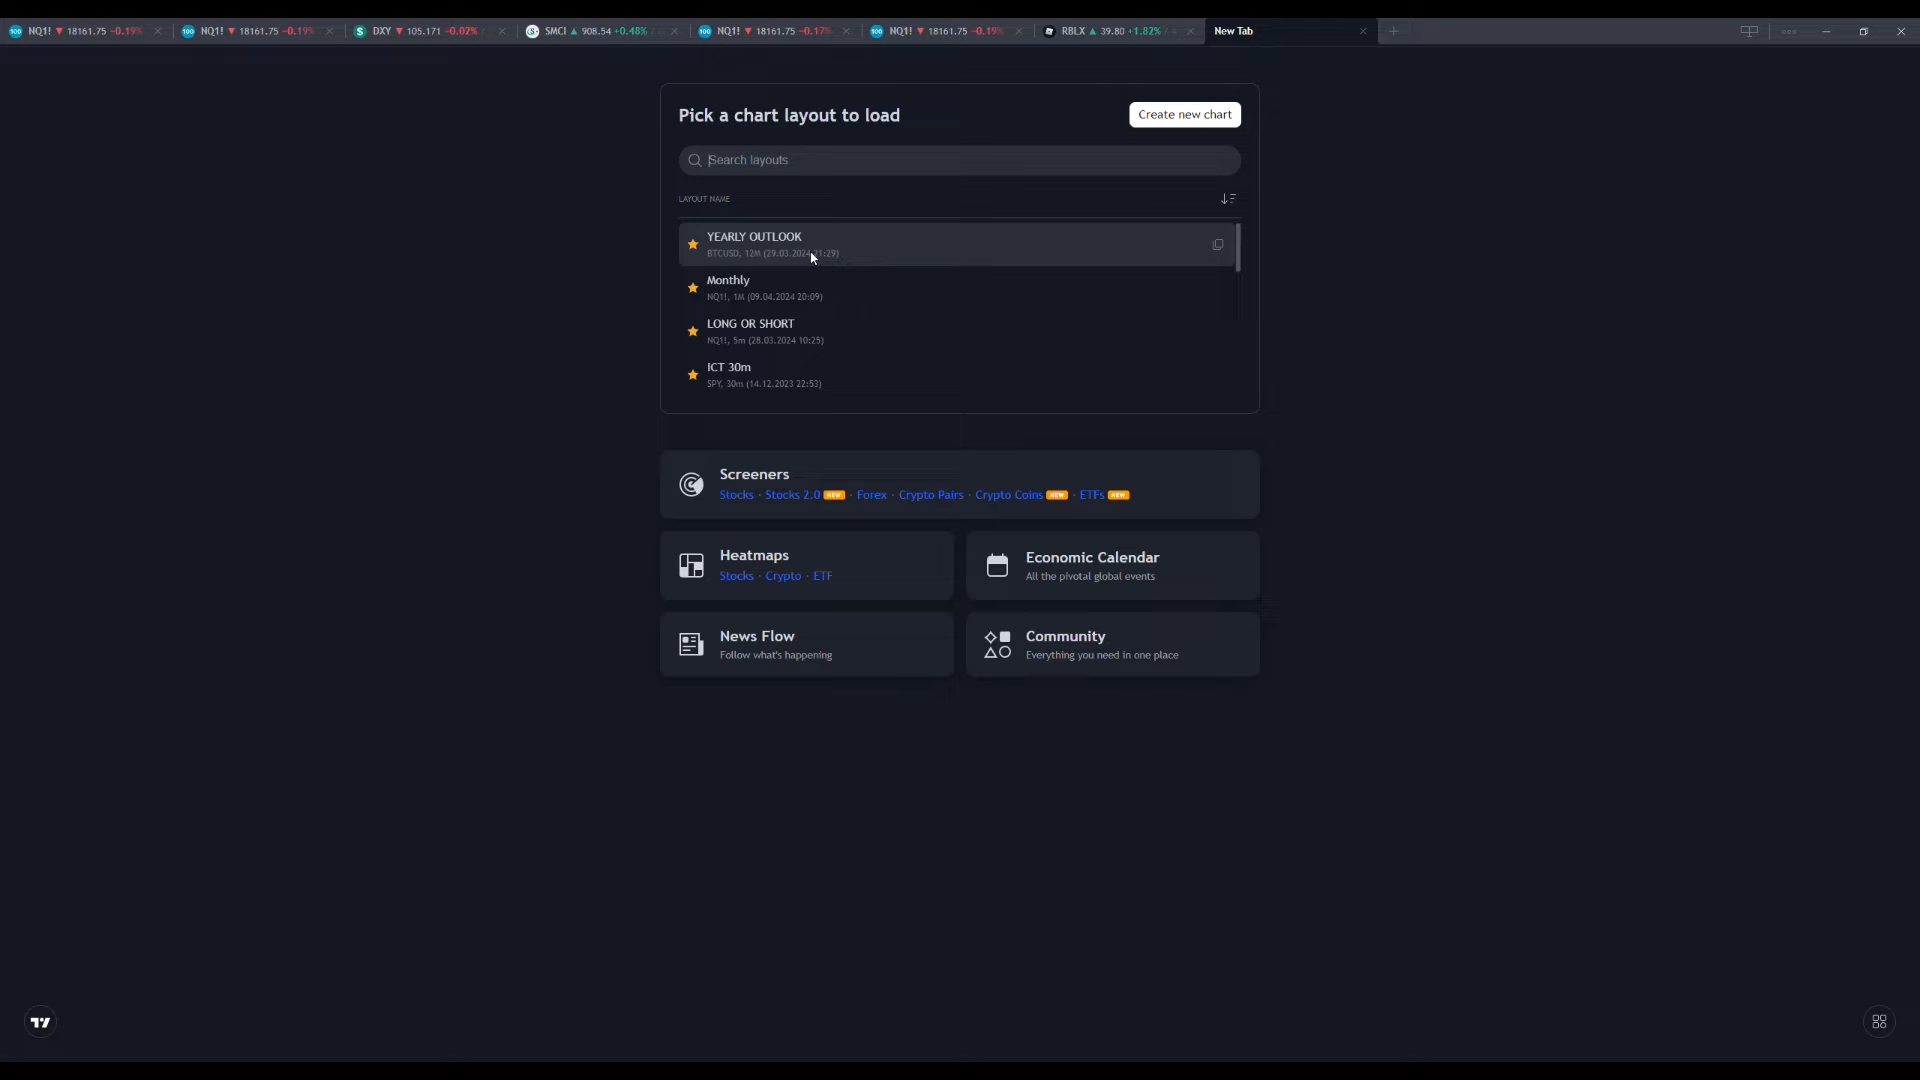 NQ1! ▼ 18161.75 −0.19%
NQ1! ▼ 18161.75 −0.19%
DXY ▼ 105.171 −0.02%
SMCI ▲ 908.54 +0.48%
NQ1! ▼ 18161.75 −0.17%
NQ1! ▼ 18161.75 −0.19%
RBLX ▲ 39.80 +1.82%
New Tab
Pick a chart layout to load
Create new chart
Search layouts
LAYOUT NAME
YEARLY OUTLOOK
BTCUSD, 12M (29.03.2024 21:29)
Monthly
NQ1!, 1M (09.04.2024 20:09)
LONG OR SHORT
NQ1!, 5m (28.03.2024 10:25)
ICT 30m
SPY, 30m (14.12.2023 22:53)
Screeners
Stocks · Stocks 2.0 NEW · Forex · Crypto Pairs · Crypto Coins NEW · ETFs NEW
Heatmaps
Stocks · Crypto · ETF
Economic Calendar
All the pivotal global events
News Flow
Follow what's happening
Community
Everything you need in one place